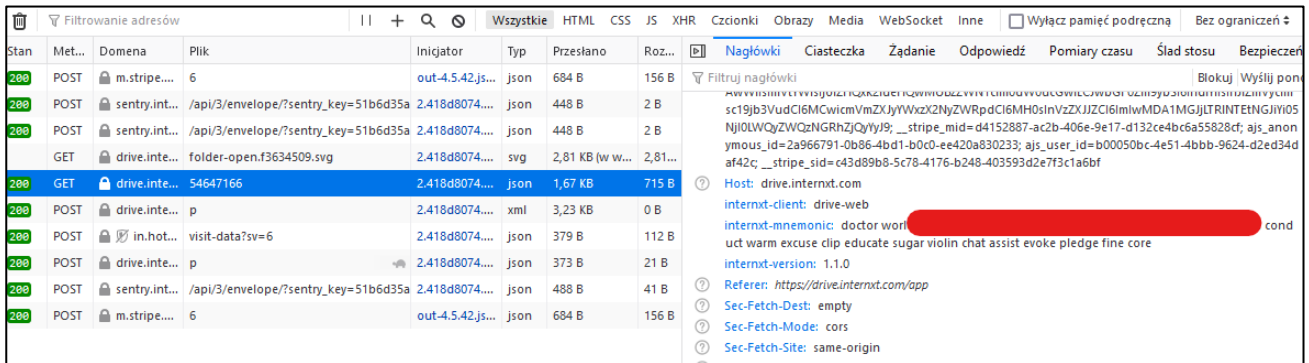 Filtrowanie adresów
Wszystkie HTML CSS JS XHR Czcionki Obrazy Media WebSocket Inne Wyłącz pamięć podręczną Bez ograniczeń
Stan Met... Domena Plik Inicjator Typ Przesłano Roz...
200 POST m.stripe.... 6 out-4.5.42.js... json 684 B 156 B
200 POST sentry.int... /api/3/envelope/?sentry_key=51b6d35a 2.418d8074.... json 448 B 2 B
200 POST sentry.int... /api/3/envelope/?sentry_key=51b6d35a 2.418d8074.... json 448 B 2 B
GET drive.inte... folder-open.f3634509.svg 2.418d8074.... svg 2,81 KB (w w... 2,81...
200 GET drive.inte... 54647166 2.418d8074.... json 1,67 KB 715 B
200 POST drive.inte... p 2.418d8074.... xml 3,23 KB 0 B
200 POST in.hot... visit-data?sv=6 2.418d8074.... json 379 B 112 B
200 POST drive.inte... p 2.418d8074.... json 373 B 21 B
200 POST sentry.int... /api/3/envelope/?sentry_key=51b6d35a 2.418d8074.... json 488 B 41 B
200 POST m.stripe.... 6 out-4.5.42.js... json 684 B 156 B
Nagłówki Ciasteczka Żądanie Odpowiedź Pomiary czasu Ślad stosu Bezpieczeń
Filtruj nagłówki Blokuj Wyślij pono
__stripe_mid=d4152887-ac2b-406e-9e17-d132ce4bc6a55828cf; ajs_anon
ymous_id=2a966791-0b86-4bd1-b0c0-ee420a830233; ajs_user_id=b00050bc-4e51-4bbb-9624-d2ed34d
af42c; __stripe_sid=c43d89b8-5c78-4176-b248-403593d2e7f3c1a6bf
Host: drive.internxt.com
internxt-client: drive-web
internxt-mnemonic: doctor worl cond
uct warm excuse clip educate sugar violin chat assist evoke pledge fine core
internxt-version: 1.1.0
Referer: https://drive.internxt.com/app
Sec-Fetch-Dest: empty
Sec-Fetch-Mode: cors
Sec-Fetch-Site: same-origin